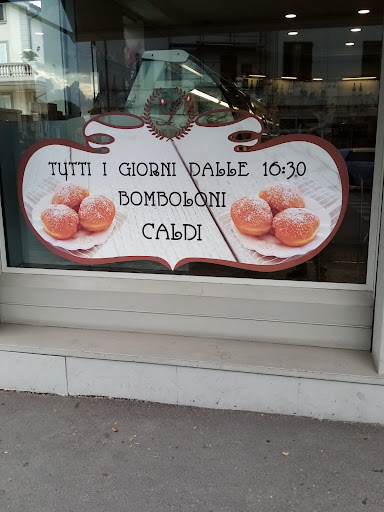 TUTTI I GIORNI DALLE 16:30
BOMBOLONI
CALDI